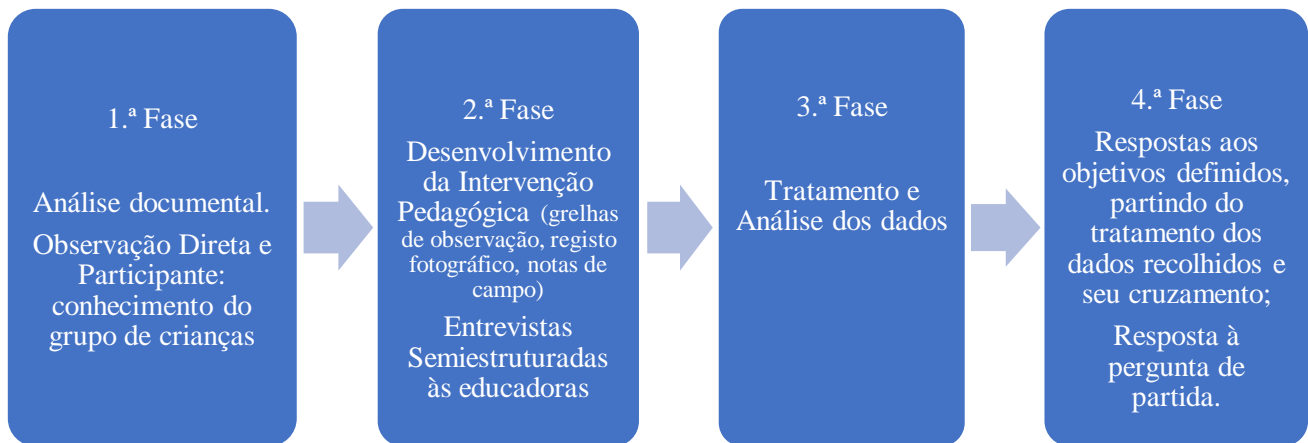 1.ª Fase
Análise documental.
Observação Direta e
Participante:
conhecimento do
grupo de crianças
2.ª Fase
Desenvolvimento
da Intervenção
Pedagógica (grelhas
de observação, registo
fotográfico, notas de
campo)
Entrevistas
Semiestruturadas
às educadoras
3.ª Fase
Tratamento e
Análise dos dados
4.ª Fase
Respostas aos
objetivos definidos,
partindo do
tratamento dos
dados recolhidos e
seu cruzamento;
Resposta à
pergunta de
partida.